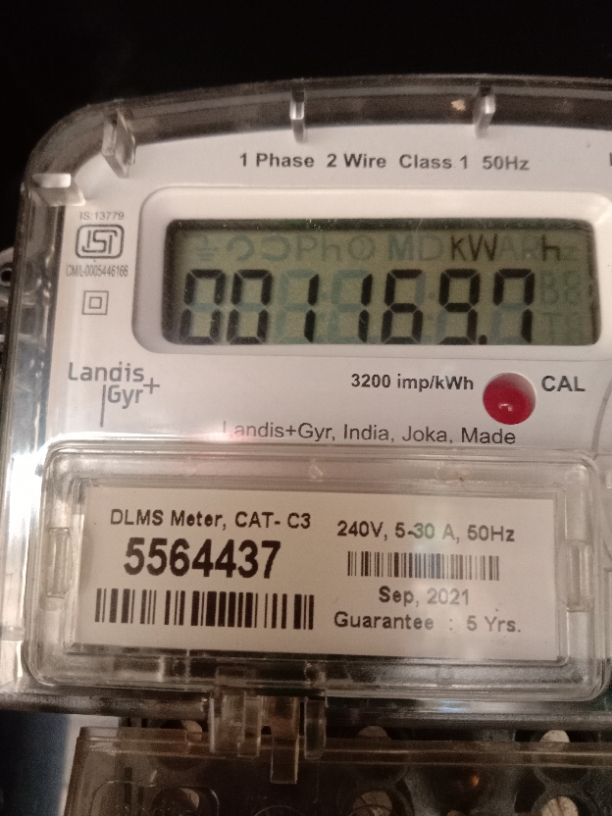 1 Phase 2 Wire Class 1 50Hz
IS:13779
ISI
CM/L-0005446166
KWh
001169.7
Landis+
Gyr
3200 imp/kWh
CAL
Landis+Gyr, India, Joka, Made
DLMS Meter, CAT- C3
5564437
240V, 5-30 A, 50Hz
Sep, 2021
Guarantee : 5 Yrs.